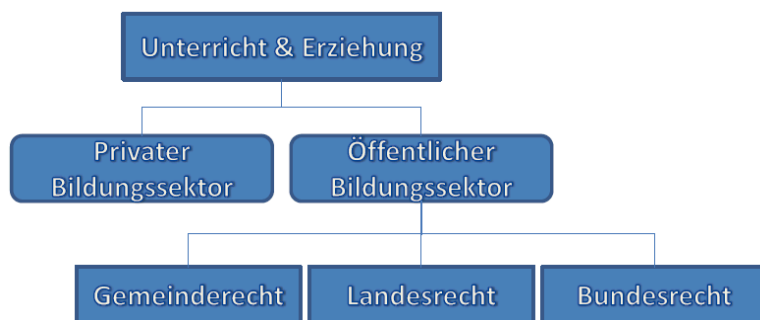 Unterricht & Erziehung
Privater
Bildungssektor
Öffentlicher
Bildungssektor
Gemeinderecht
Landesrecht
Bundesrecht